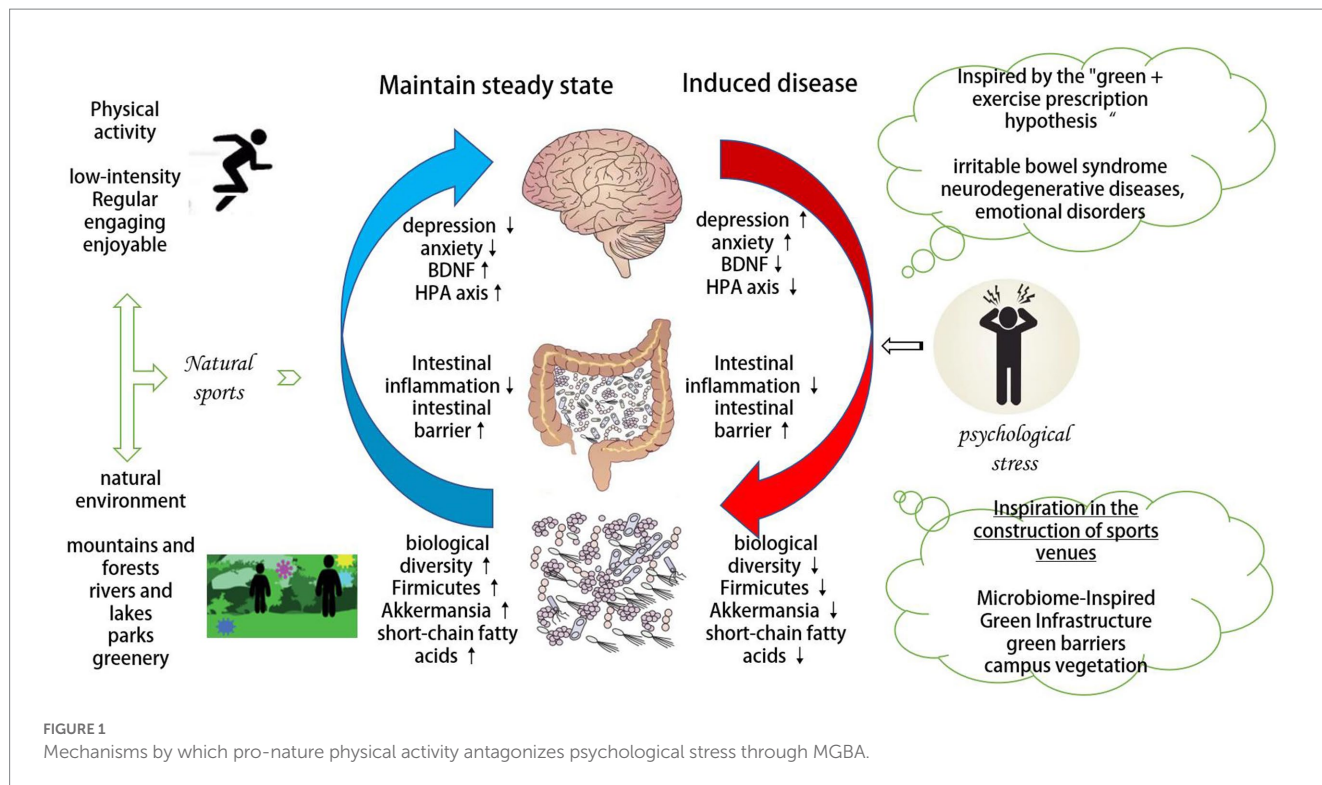 Physical
activity
low-intensity
Regular
engaging
enjoyable
Natural
sports
natural
environment
mountains and
forests
rivers and
lakes
parks
greenery
Maintain steady state
depression ↓
anxiety ↓
BDNF ↑
HPA axis ↑
Intestinal
inflammation ↓
intestinal
barrier ↑
biological
diversity ↑
Firmicutes ↑
Akkermansia ↑
short-chain fatty
acids ↑
Induced disease
depression ↑
anxiety ↑
BDNF ↓
HPA axis ↓
Intestinal
inflammation ↓
intestinal
barrier ↑
biological
diversity ↓
Firmicutes ↓
Akkermansia ↓
short-chain fatty
acids ↓
Inspired by the "green +
exercise prescription
hypothesis “
irritable bowel syndrome
neurodegenerative diseases,
emotional disorders
psychological
stress
Inspiration in the
construction of sports
venues
Microbiome-Inspired
Green Infrastructure
green barriers
campus vegetation
FIGURE 1
Mechanisms by which pro-nature physical activity antagonizes psychological stress through MGBA.